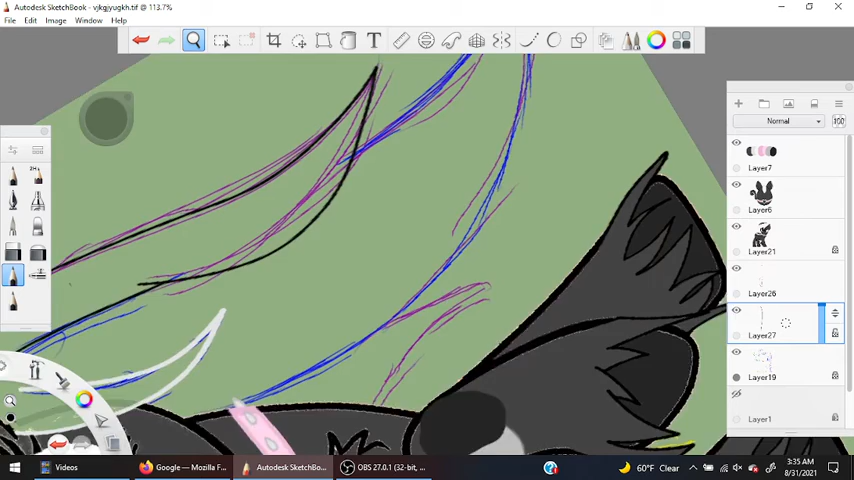 Autodesk SketchBook - vjkgjyugkh.tif @ 113.7%
File Edit Image Window Help
T
Normal
100
Layer7
Layer6
Layer21
Layer26
Layer27
Layer19
Layer1
Videos
Google — Mozilla F...
Autodesk SketchBo...
OBS 27.0.1 (32-bit, ...
60°F Clear
3:35 AM
8/31/2021